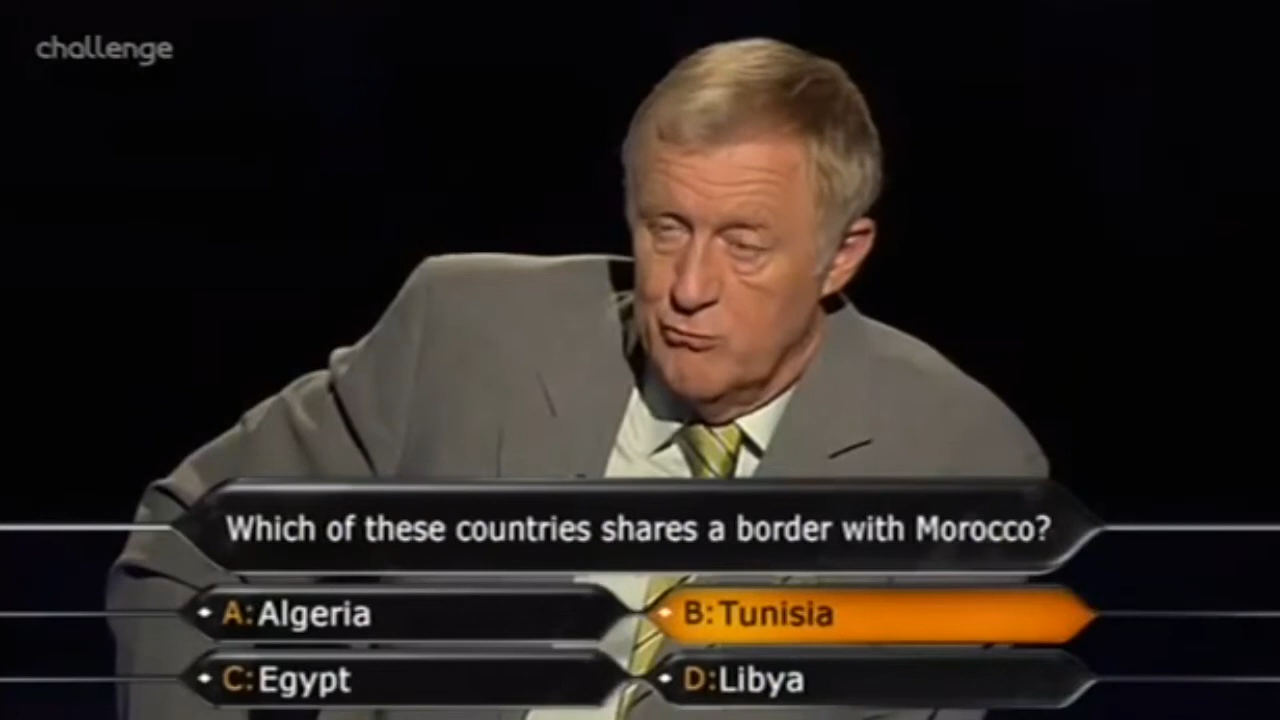 challenge
Which of these countries shares a border with Morocco?
A: Algeria
B: Tunisia
C: Egypt
D: Libya